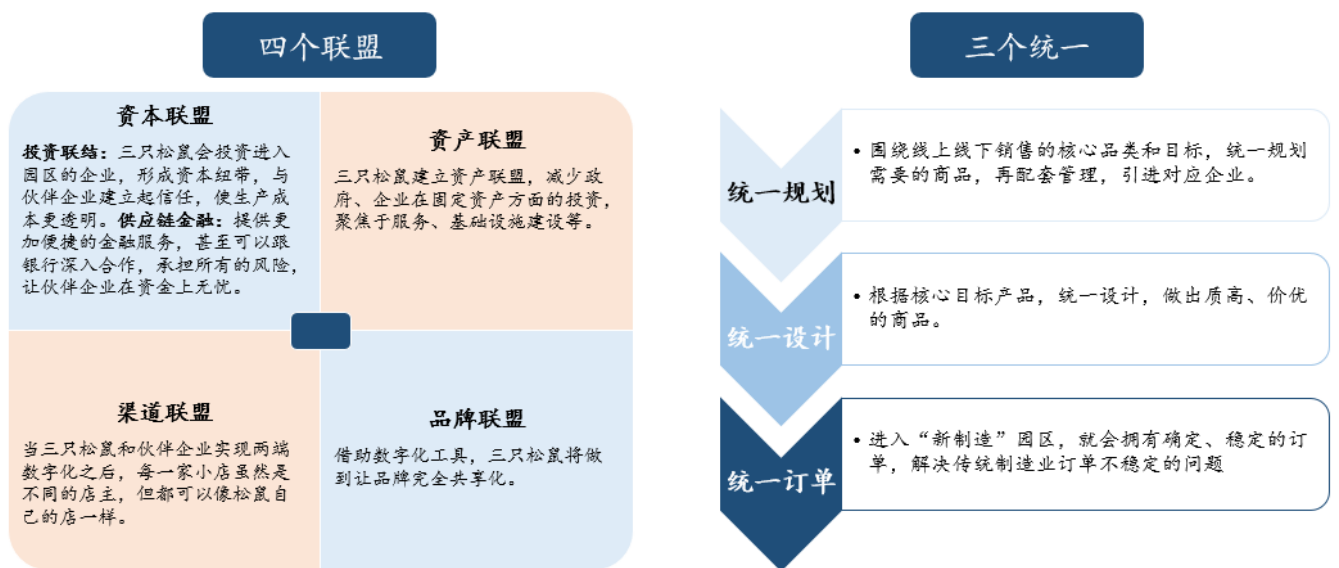 四个联盟
资本联盟
投资联结：三只松鼠会投资进入
园区的企业，形成资本纽带，与
伙伴企业建立起信任，使生产成
本更透明。供应链金融：提供更
加便捷的金融服务，甚至可以跟
银行深入合作，承担所有的风险，
让伙伴企业在资金上无忧。
资产联盟
三只松鼠建立资产联盟，减少政
府、企业在固定资产方面的投资，
聚焦于服务、基础设施建设等。
渠道联盟
当三只松鼠和伙伴企业实现两端
数字化之后，每一家小店虽然是
不同的店主，但都可以像松鼠自
己的店一样。
品牌联盟
借助数字化工具，三只松鼠将做
到让品牌完全共享化。
三个统一
统一规划
• 围绕线上线下销售的核心品类和目标，统一规划
需要的商品，再配套管理，引进对应企业。
统一设计
• 根据核心目标产品，统一设计，做出质高、价优
的商品。
统一订单
• 进入“新制造”园区，就会拥有确定、稳定的订
单，解决传统制造业订单不稳定的问题